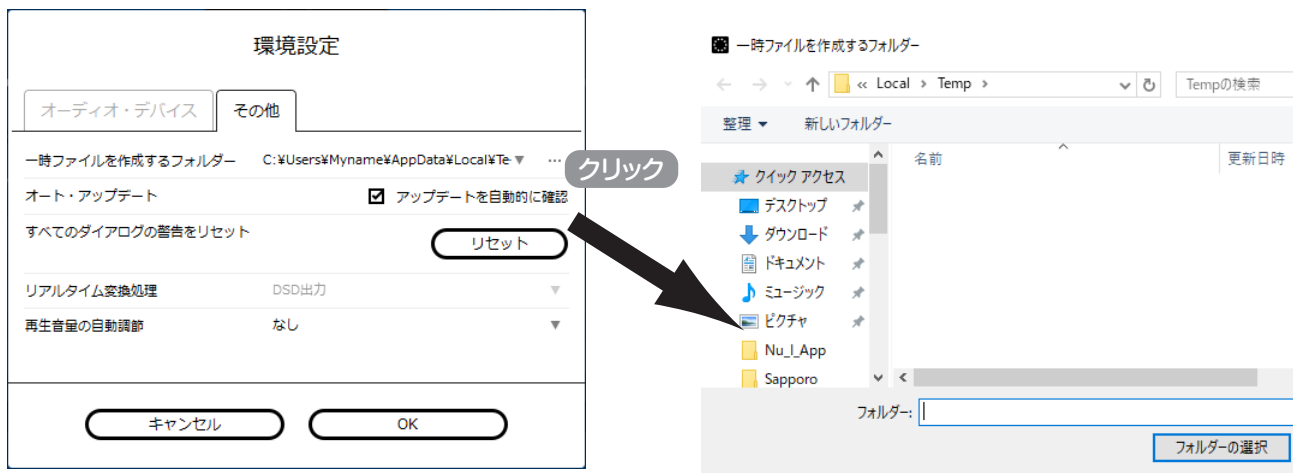 環境設定
オーディオ・デバイス
その他
一時ファイルを作成するフォルダー C:¥Users¥Myname¥AppData¥Local¥Te ▼ …
オート・アップデート アップデートを自動的に確認
すべてのダイアログの警告をリセット
リセット
リアルタイム変換処理 DSD出力 ▼
再生音量の自動調節 なし ▼
キャンセル OK
クリック
一時ファイルを作成するフォルダー
« Local › Temp › Tempの検索
整理 ▼ 新しいフォルダー
名前 更新日時
クイック アクセス
デスクトップ
ダウンロード
ドキュメント
ミュージック
ピクチャ
Nu_I_App
Sapporo
フォルダー:
フォルダーの選択